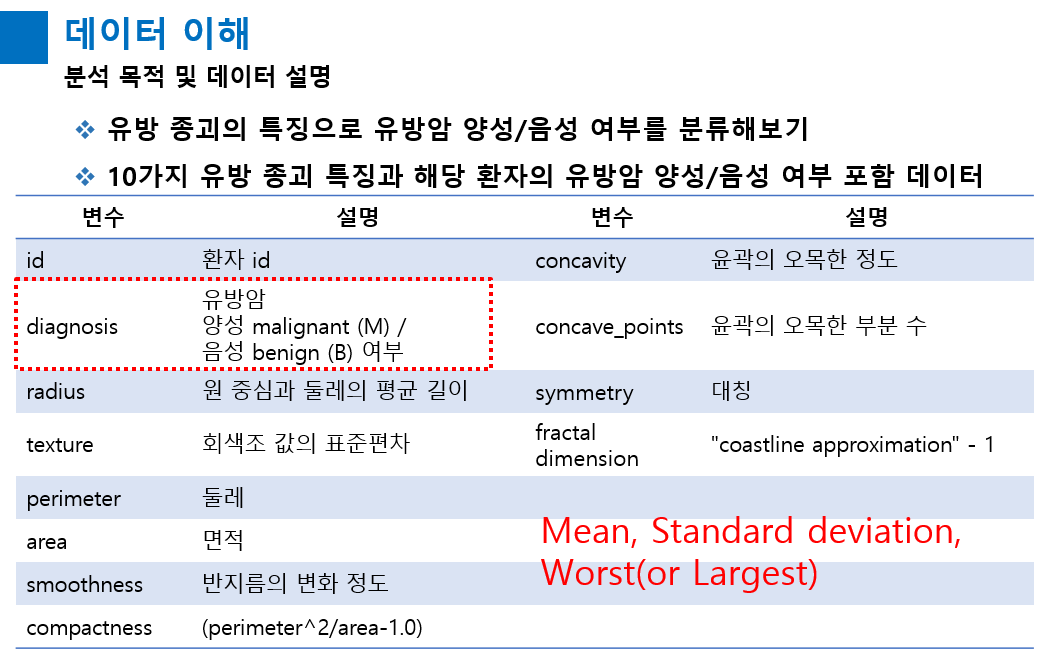 데이터 이해
분석 목적 및 데이터 설명
❖ 유방 종괴의 특징으로 유방암 양성/음성 여부를 분류해보기
❖ 10가지 유방 종괴 특징과 해당 환자의 유방암 양성/음성 여부 포함 데이터
변수 설명 변수 설명
id 환자 id concavity 윤곽의 오목한 정도
diagnosis 유방암
양성 malignant (M) /
음성 benign (B) 여부 concave_points 윤곽의 오목한 부분 수
radius 원 중심과 둘레의 평균 길이 symmetry 대칭
texture 회색조 값의 표준편차 fractal
dimension "coastline approximation" - 1
perimeter 둘레
area 면적
smoothness 반지름의 변화 정도
compactness (perimeter^2/area-1.0)
Mean, Standard deviation,
Worst(or Largest)